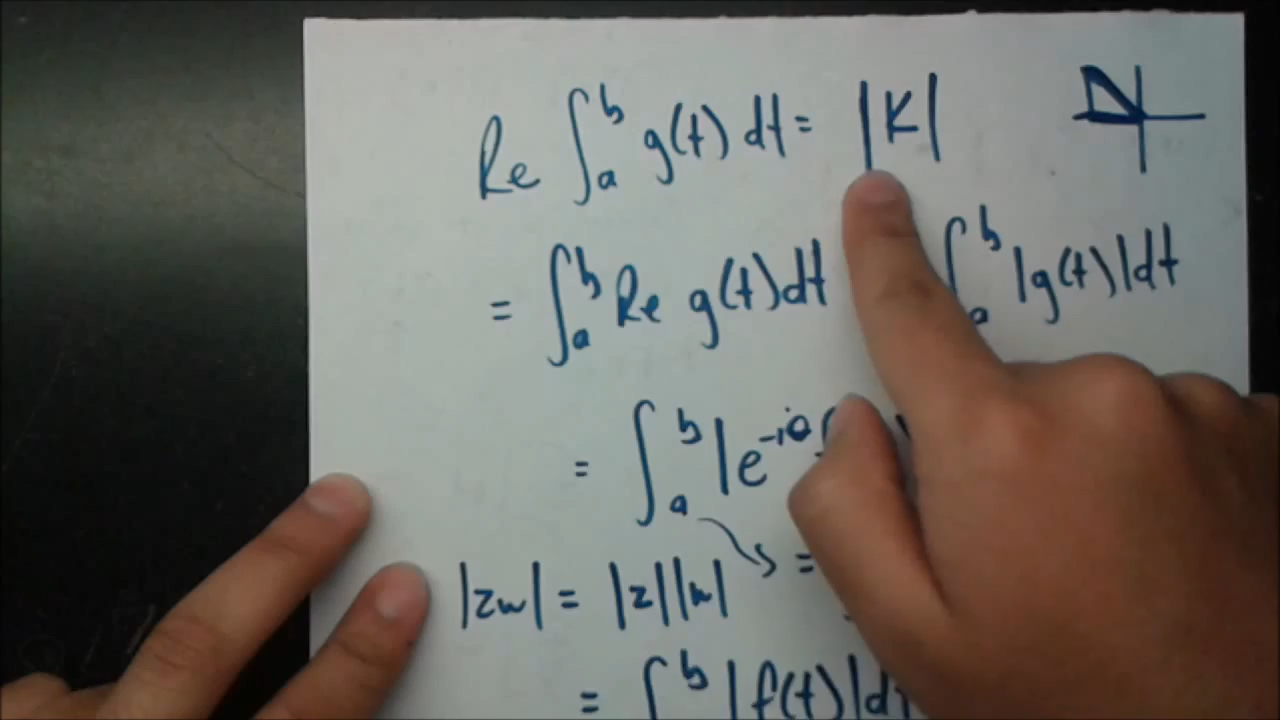 Re ∫_a^b g(t) dt = |K|
= ∫_a^b Re g(t) dt ∫_a^b |g(t)| dt
= ∫_a^b |e^{-iθ}
|zw| = |z||w| =
= ∫^b |f(t)| dt